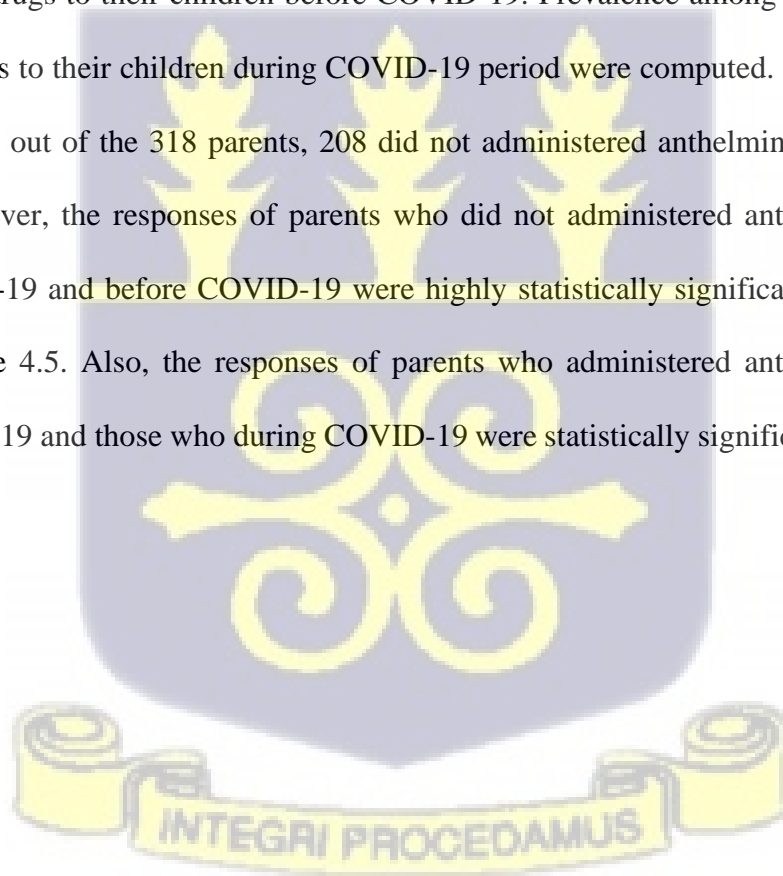 rugs to their children before COVID-19. Prevalence among
s to their children during COVID-19 period were computed.
out of the 318 parents, 208 did not administered anthelmin
ver, the responses of parents who did not administered ant
-19 and before COVID-19 were highly statistically significa
e 4.5. Also, the responses of parents who administered ant
19 and those who during COVID-19 were statistically signifi
INTEGRI PROCEDAMUS